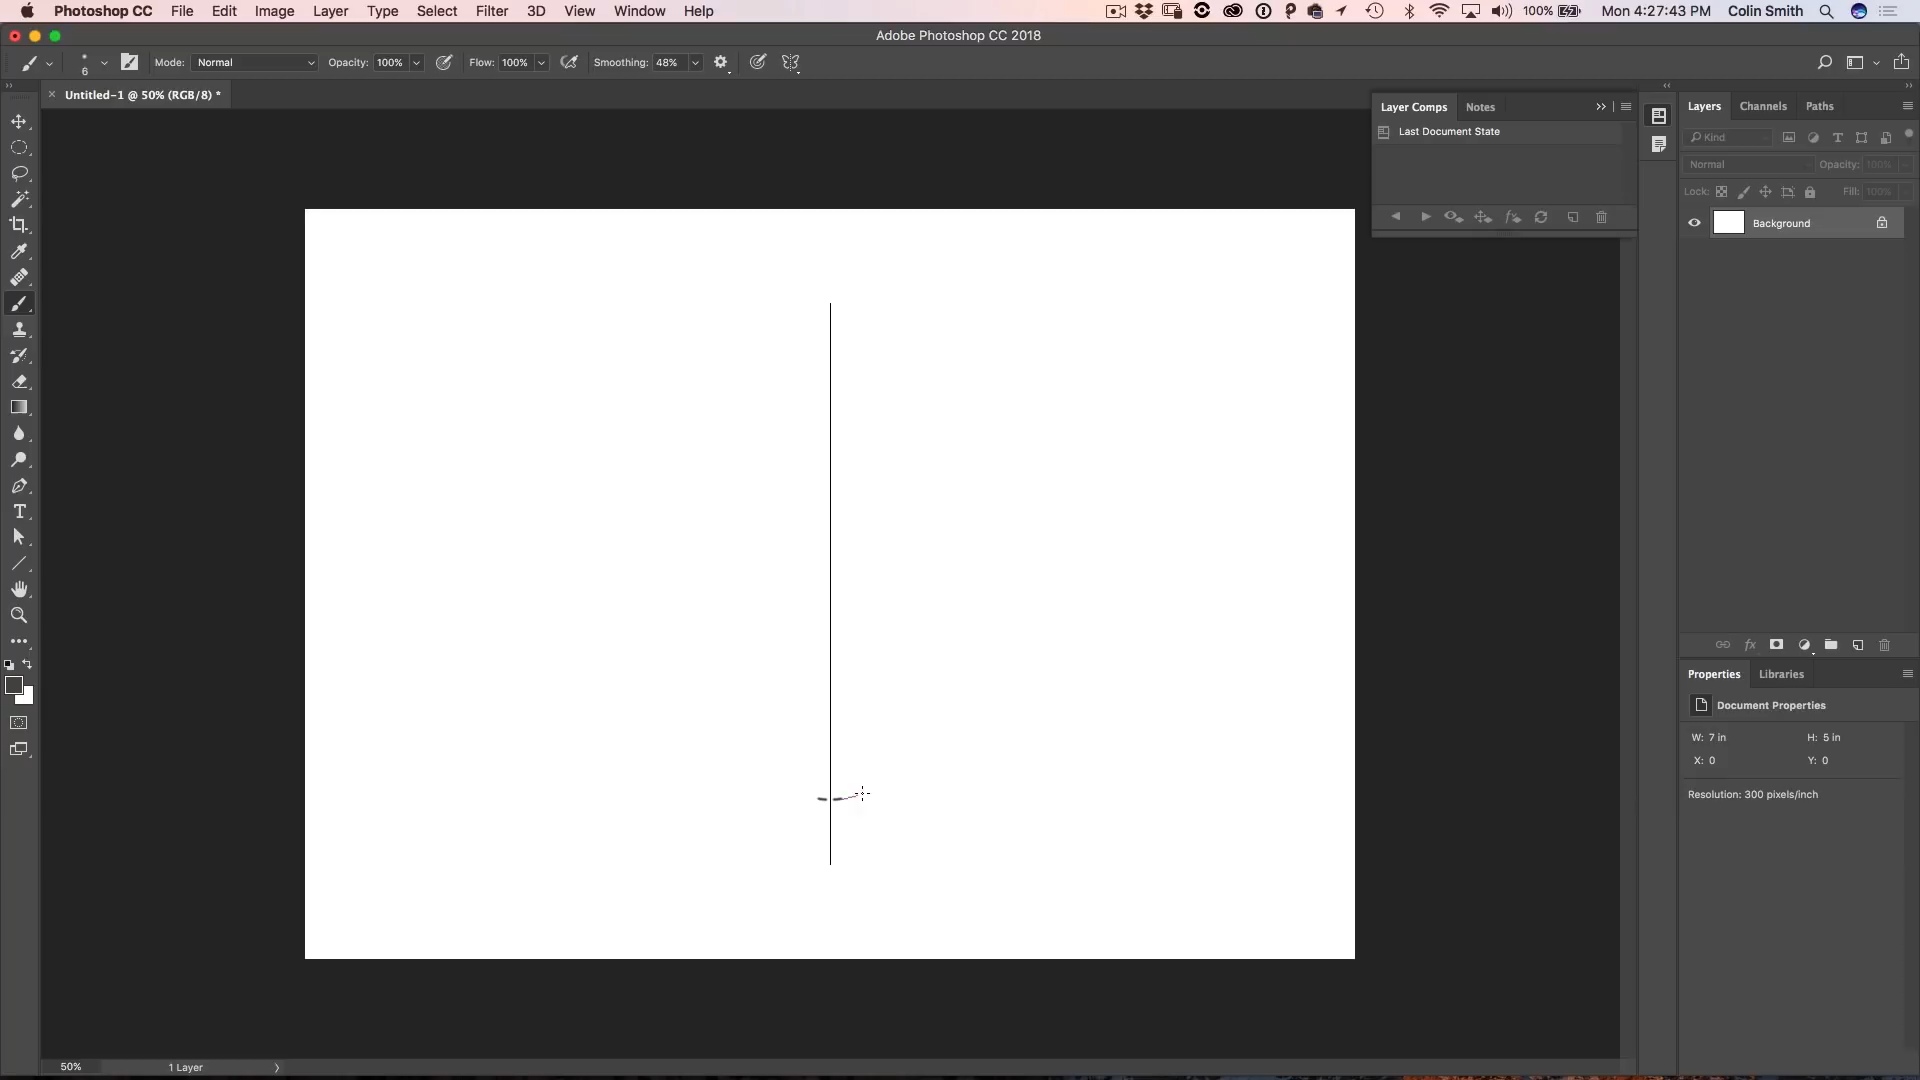 Photoshop CC File Edit Image Layer Type Select Filter 3D View Window Help 100% Mon 4:27:43 PM Colin Smith
Adobe Photoshop CC 2018
6 Mode: Normal Opacity: 100% Flow: 100% Smoothing: 48%
Untitled-1 @ 50% (RGB/8) *
Layer Comps Notes
Last Document State
Layers Channels Paths
Kind
Normal Opacity: 100%
Lock: Fill: 100%
Background
Properties Libraries
Document Properties
W: 7 in H: 5 in
X: 0 Y: 0
Resolution: 300 pixels/inch
50% 1 Layer